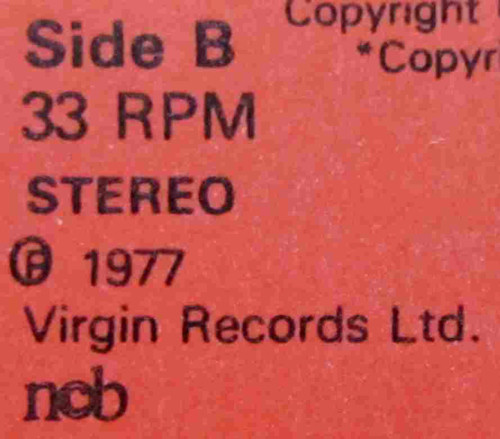 Side B
Copyright
*Copyr
33 RPM
STEREO
℗ 1977
Virgin Records Ltd.
ncb